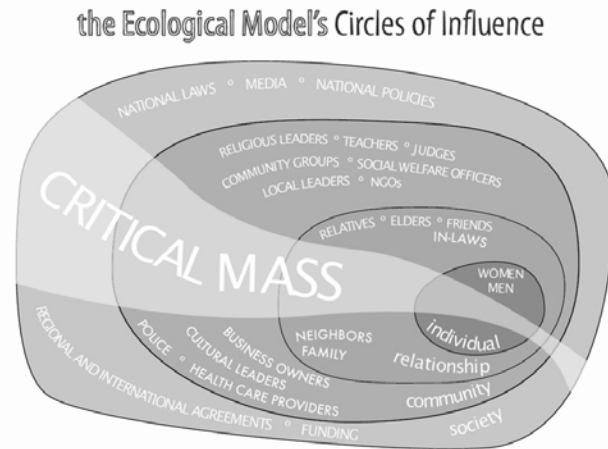 the Ecological Model's Circles of Influence
NATIONAL LAWS ° MEDIA ° NATIONAL POLICIES
RELIGIOUS LEADERS ° TEACHERS ° JUDGES
COMMUNITY GROUPS ° SOCIAL WELFARE OFFICERS
LOCAL LEADERS ° NGOs
CRITICAL MASS
RELATIVES ° ELDERS ° FRIENDS
IN-LAWS
WOMEN
MEN
individual
NEIGHBORS
FAMILY
relationship
BUSINESS OWNERS
CULTURAL LEADERS
POLICE ° HEALTH CARE PROVIDERS
community
REGIONAL AND INTERNATIONAL AGREEMENTS ° FUNDING
society